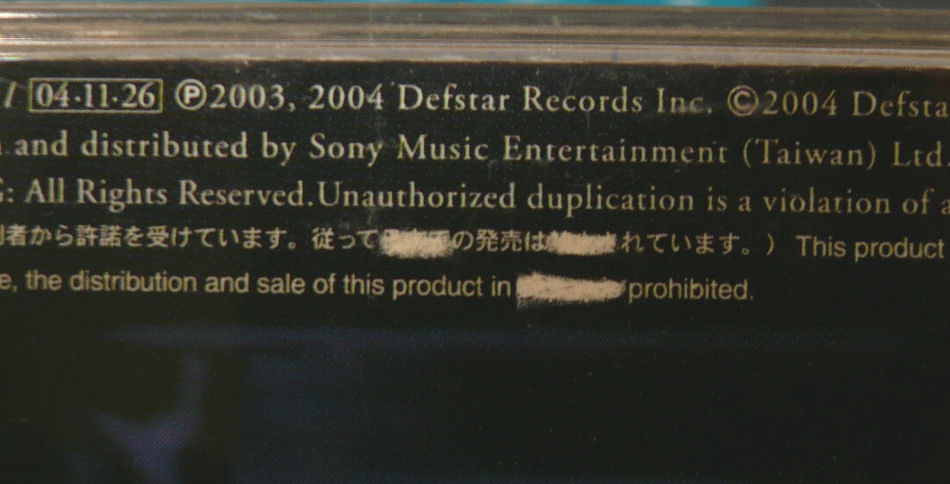 04·11·26 ℗2003, 2004 Defstar Records Inc. ©2004
and distributed by Sony Music Entertainment (Taiwan) Ltd.
: All Rights Reserved.Unauthorized duplication is a violation of
者から許諾を受けています。従って の発売は れています。） This product
the distribution and sale of this product in prohibited.